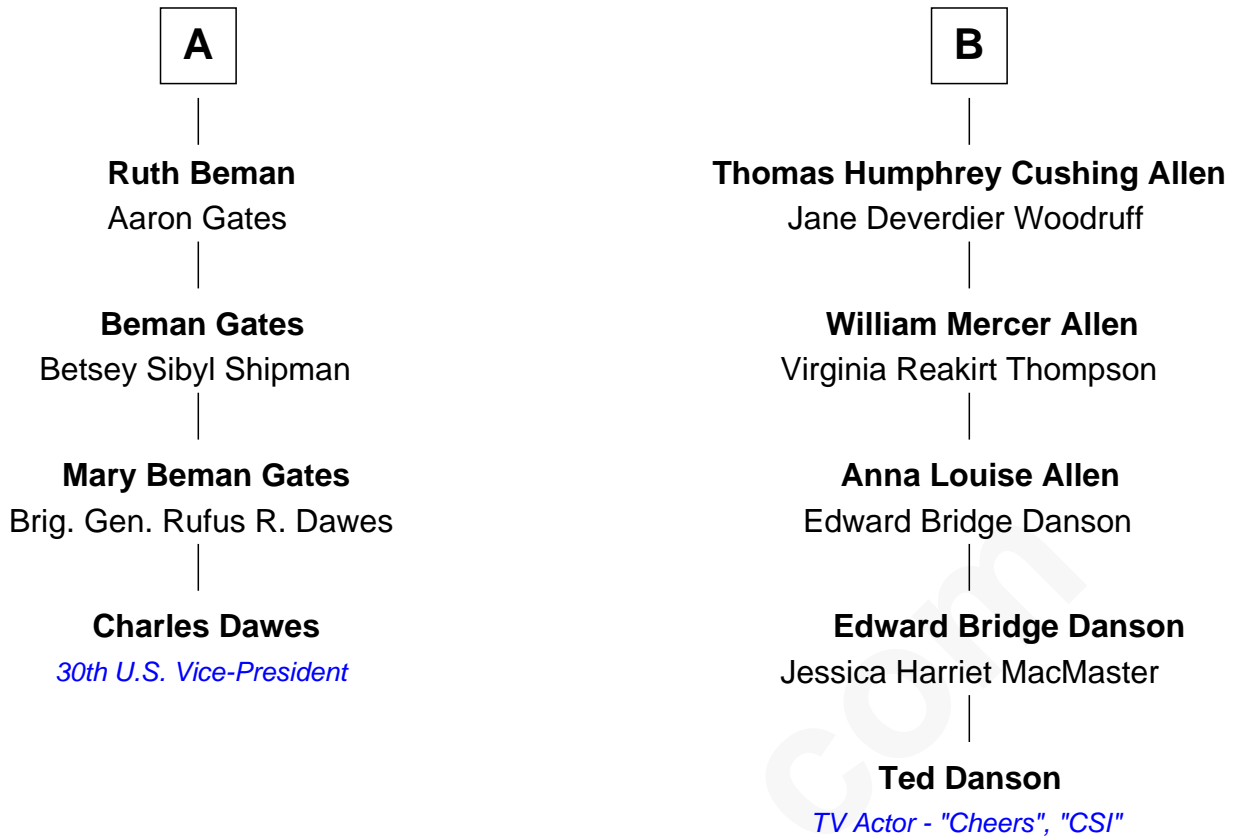 A
Ruth Beman
Aaron Gates
Beman Gates
Betsey Sibyl Shipman
Mary Beman Gates
Brig. Gen. Rufus R. Dawes
Charles Dawes
30th U.S. Vice-President
B
Thomas Humphrey Cushing Allen
Jane Deverdier Woodruff
William Mercer Allen
Virginia Reakirt Thompson
Anna Louise Allen
Edward Bridge Danson
Edward Bridge Danson
Jessica Harriet MacMaster
Ted Danson
TV Actor - "Cheers", "CSI"
com